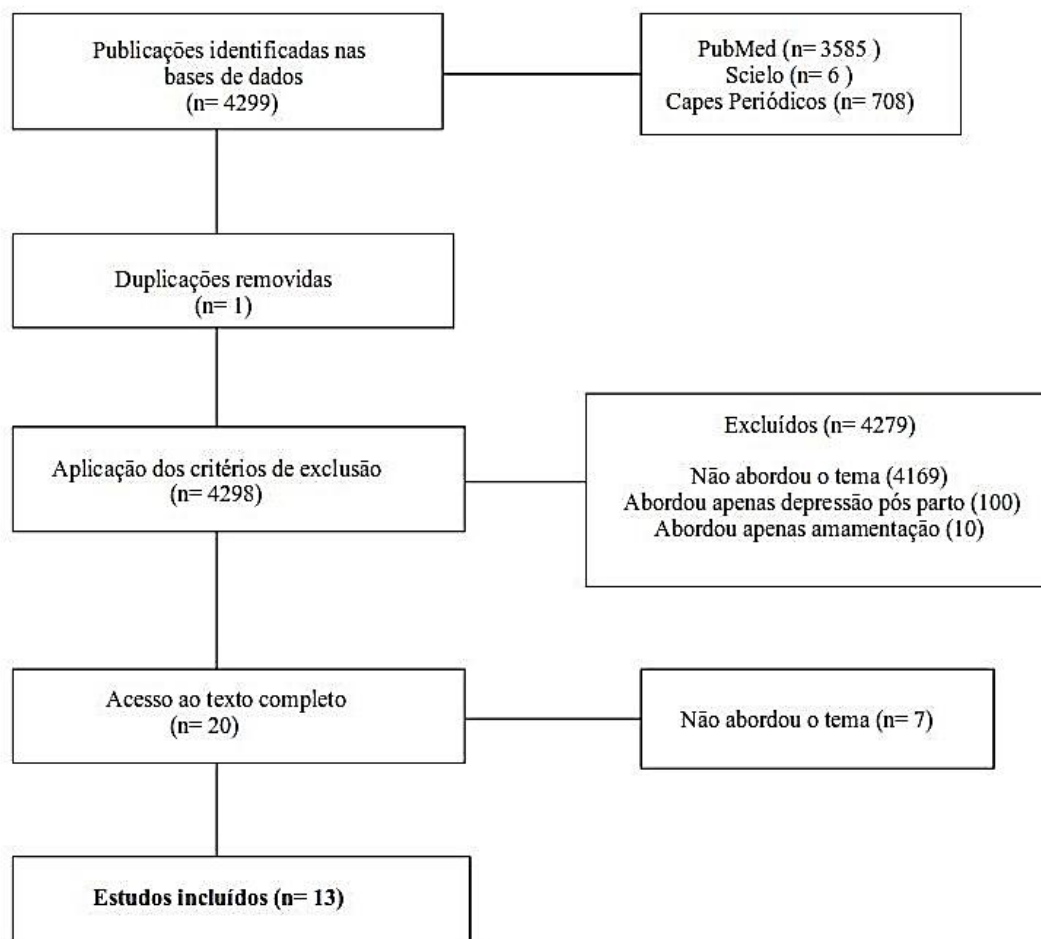 Publicações identificadas nas
bases de dados
(n= 4299)
PubMed (n= 3585 )
Scielo (n= 6 )
Capes Periódicos (n= 708)
Duplicações removidas
(n= 1)
Aplicação dos critérios de exclusão
(n= 4298)
Excluídos (n= 4279)
Não abordou o tema (4169)
Abordou apenas depressão pós parto (100)
Abordou apenas amamentação (10)
Acesso ao texto completo
(n= 20)
Não abordou o tema (n= 7)
Estudos incluídos (n= 13)